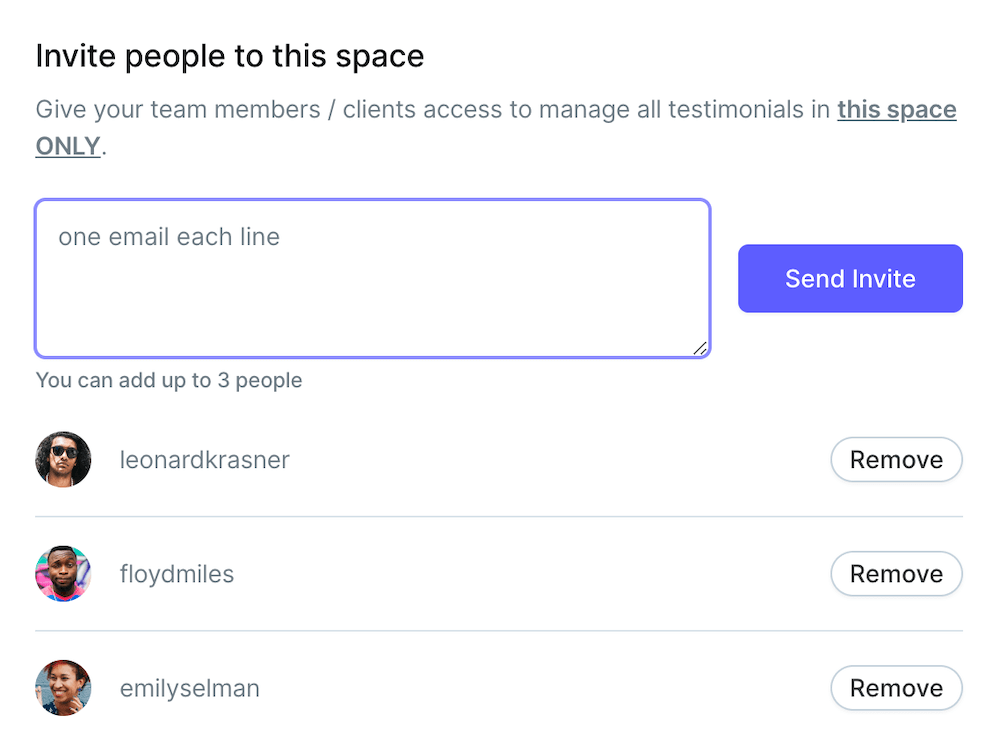 Invite people to this space
Give your team members / clients access to manage all testimonials in this space
ONLY.
one email each line
Send Invite
You can add up to 3 people
leonardkrasner
Remove
floydmiles
Remove
emilyselman
Remove